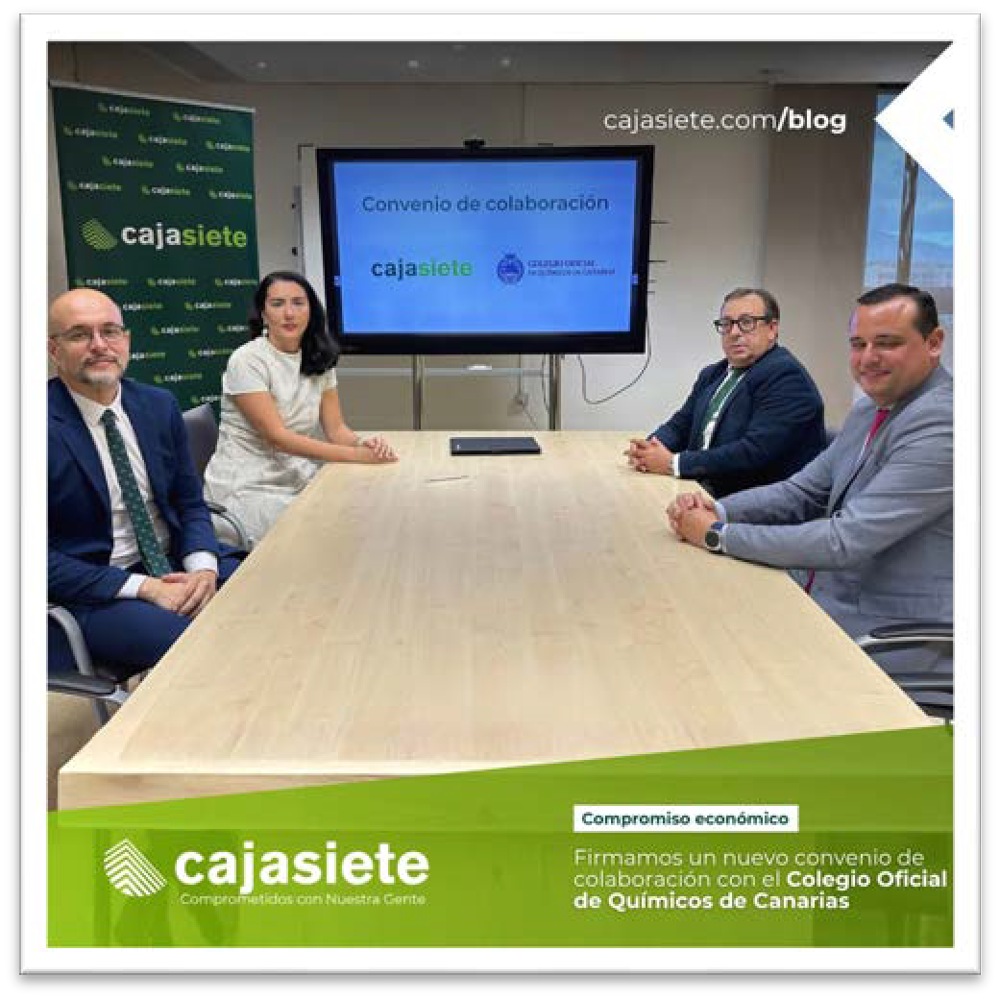 cajasiete.com/blog
cajasiete
Convenio de colaboración
cajasiete
COLEGIO OFICIAL
DE QUÍMICOS DE CANARIAS
Compromiso económico
cajasiete
Comprometidos con Nuestra Gente
Firmamos un nuevo convenio de
colaboración con el Colegio Oficial
de Químicos de Canarias